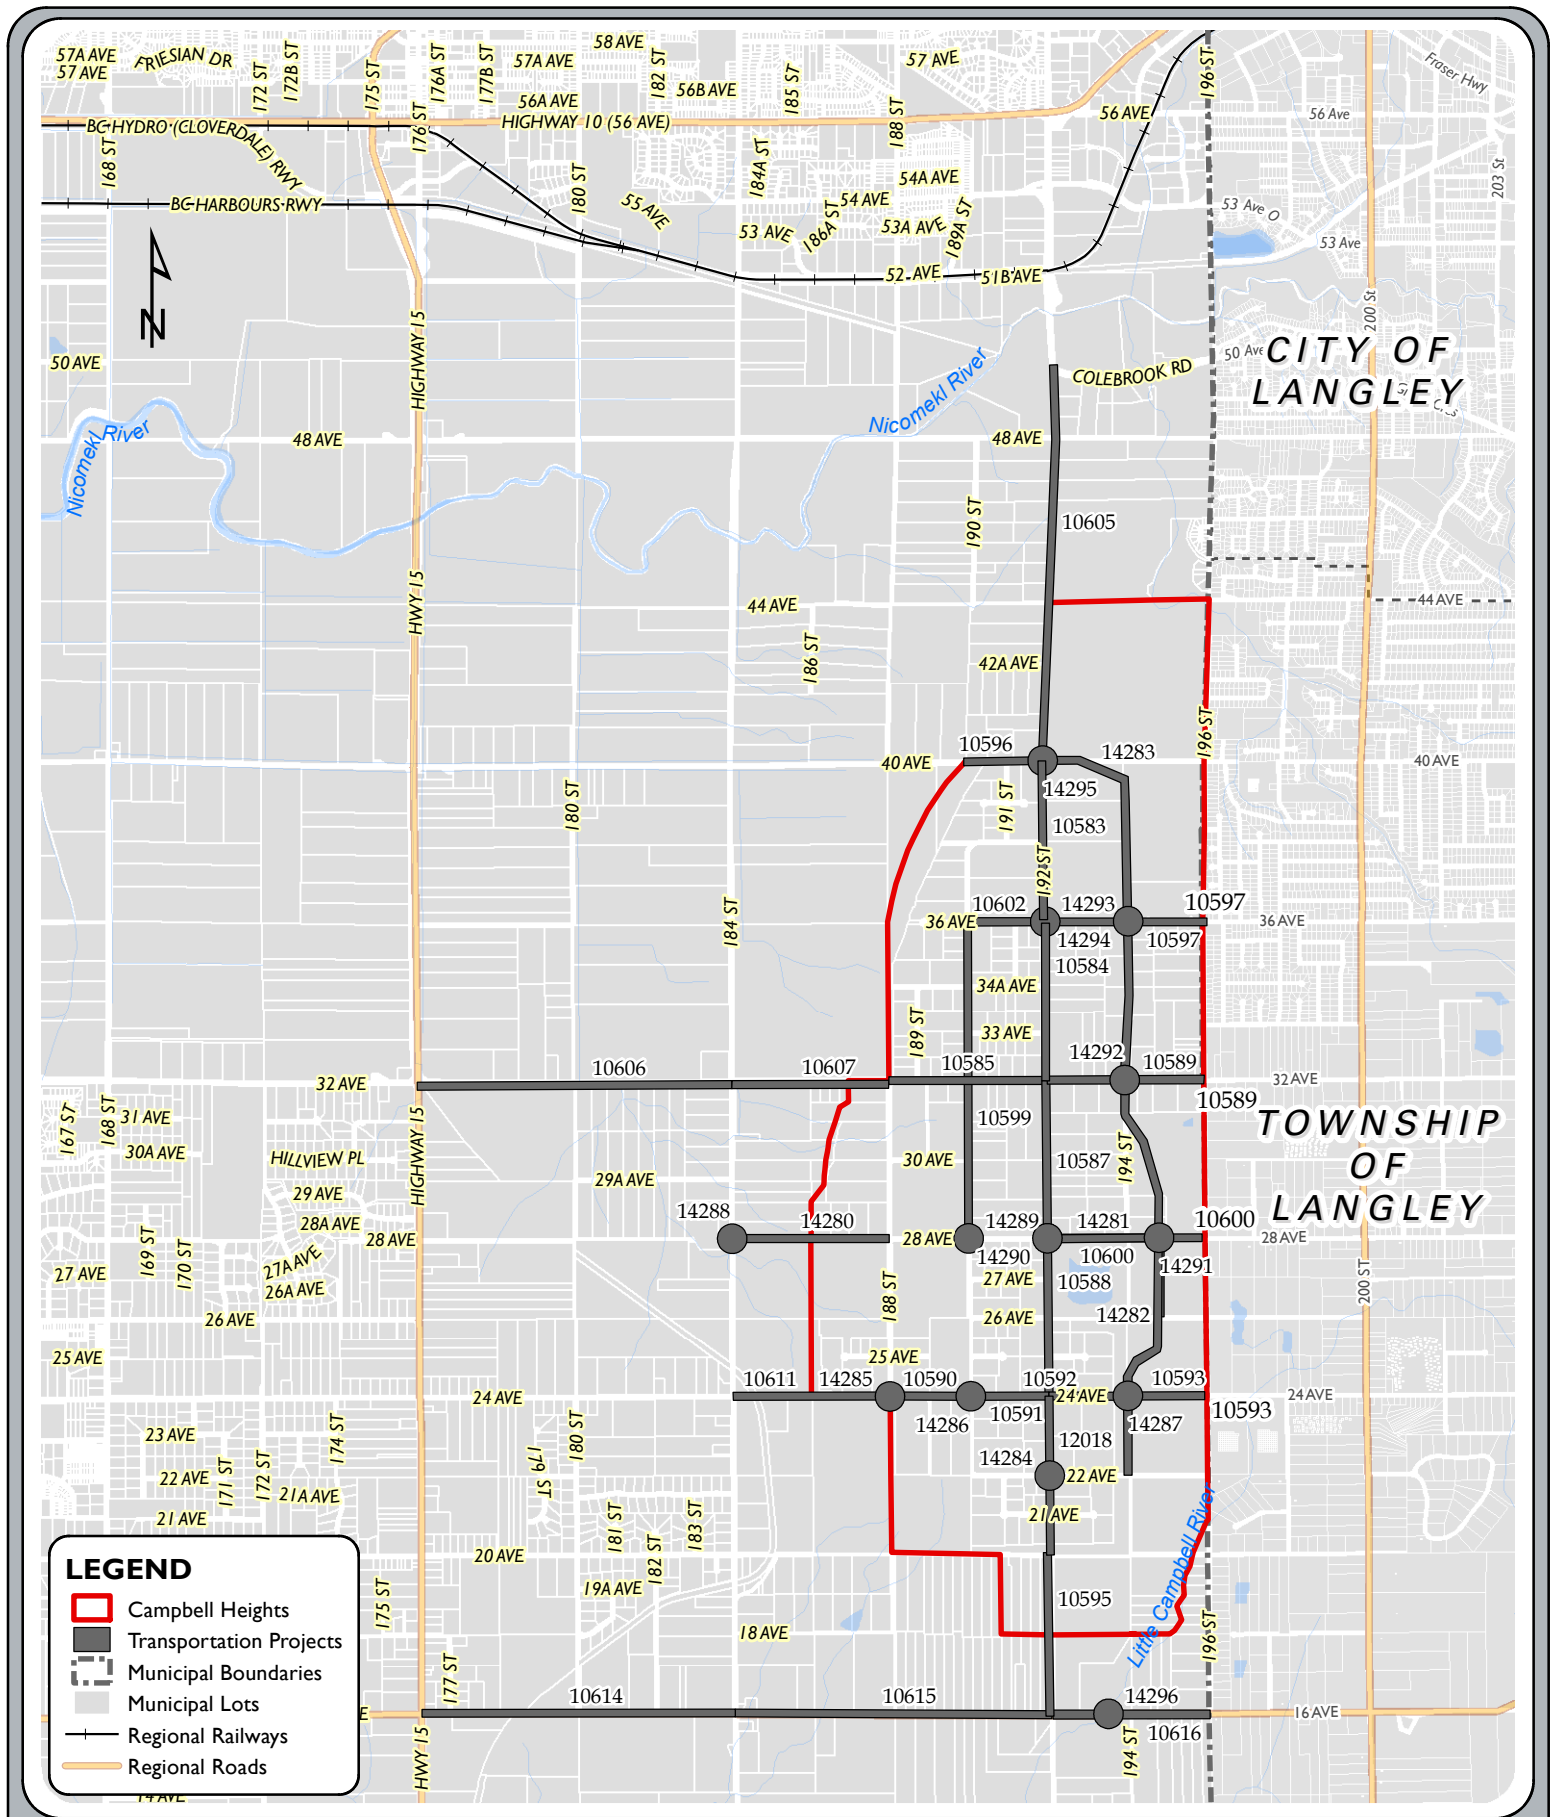 58 AVE
57A AVE
57 AVE
FRIESIAN DR
172 ST
172B ST
175 ST
176A ST
177B ST
57A AVE
182 ST
56B AVE
185 ST
57 AVE
196 ST
Fraser Hwy
56A AVE
HIGHWAY 10 (56 AVE)
188 ST
56 AVE
56 Ave
BC HYDRO (CLOVERDALE) RWY
168 ST
176 ST
180 ST
184A ST
54A AVE
203 St
BC HARBOURS RWY
55 AVE
54 AVE
53 AVE
186A ST
53A AVE
189A ST
53 Ave
53 Ave
52 AVE
51B AVE
N
HIGHWAY 15
200 St
50 AVE
Nicomekl River
COLEBROOK RD
50 Ave
CITY OF
LANGLEY
Nicomekl River
48 AVE
48 AVE
190 ST
10605
HWY 15
44 AVE
44 AVE
186 ST
42A AVE
196 ST
10596
14283
40 AVE
40 AVE
180 ST
191 ST
14295
10583
192 ST
184 ST
10602
14293
10597
36 AVE
36 AVE
14294
10597
10584
34A AVE
189 ST
33 AVE
10606
10607
10585
14292
10589
32 AVE
32 AVE
10589
167 ST
168 ST
31 AVE
HIGHWAY 15
10599
TOWNSHIP
OF
LANGLEY
30A AVE
HILLVIEW PL
30 AVE
10587
194 ST
29 AVE
29A AVE
28A AVE
14288
14280
14289
14281
10600
169 ST
170 ST
28 AVE
28 AVE
28 AVE
14290
10600
14291
27 AVE
27A AVE
26A AVE
188 ST
27 AVE
10588
200 ST
26 AVE
26 AVE
14282
25 AVE
25 AVE
10611
14285
10590
10592
10593
24 AVE
24 AVE
24 AVE
14286
10591
14287
10593
23 AVE
174 ST
180 ST
12018
22 AVE
171 ST
172 ST
179 ST
14284
22 AVE
21A AVE
21 AVE
181 ST
182 ST
183 ST
21 AVE
20 AVE
19A AVE
175 ST
10595
Little Campbell River
18 AVE
196 ST
177 ST
10614
10615
14296
16 AVE
10616
HWY 15
194 ST
LEGEND
Campbell Heights
Transportation Projects
Municipal Boundaries
Municipal Lots
Regional Railways
Regional Roads
14 AVE